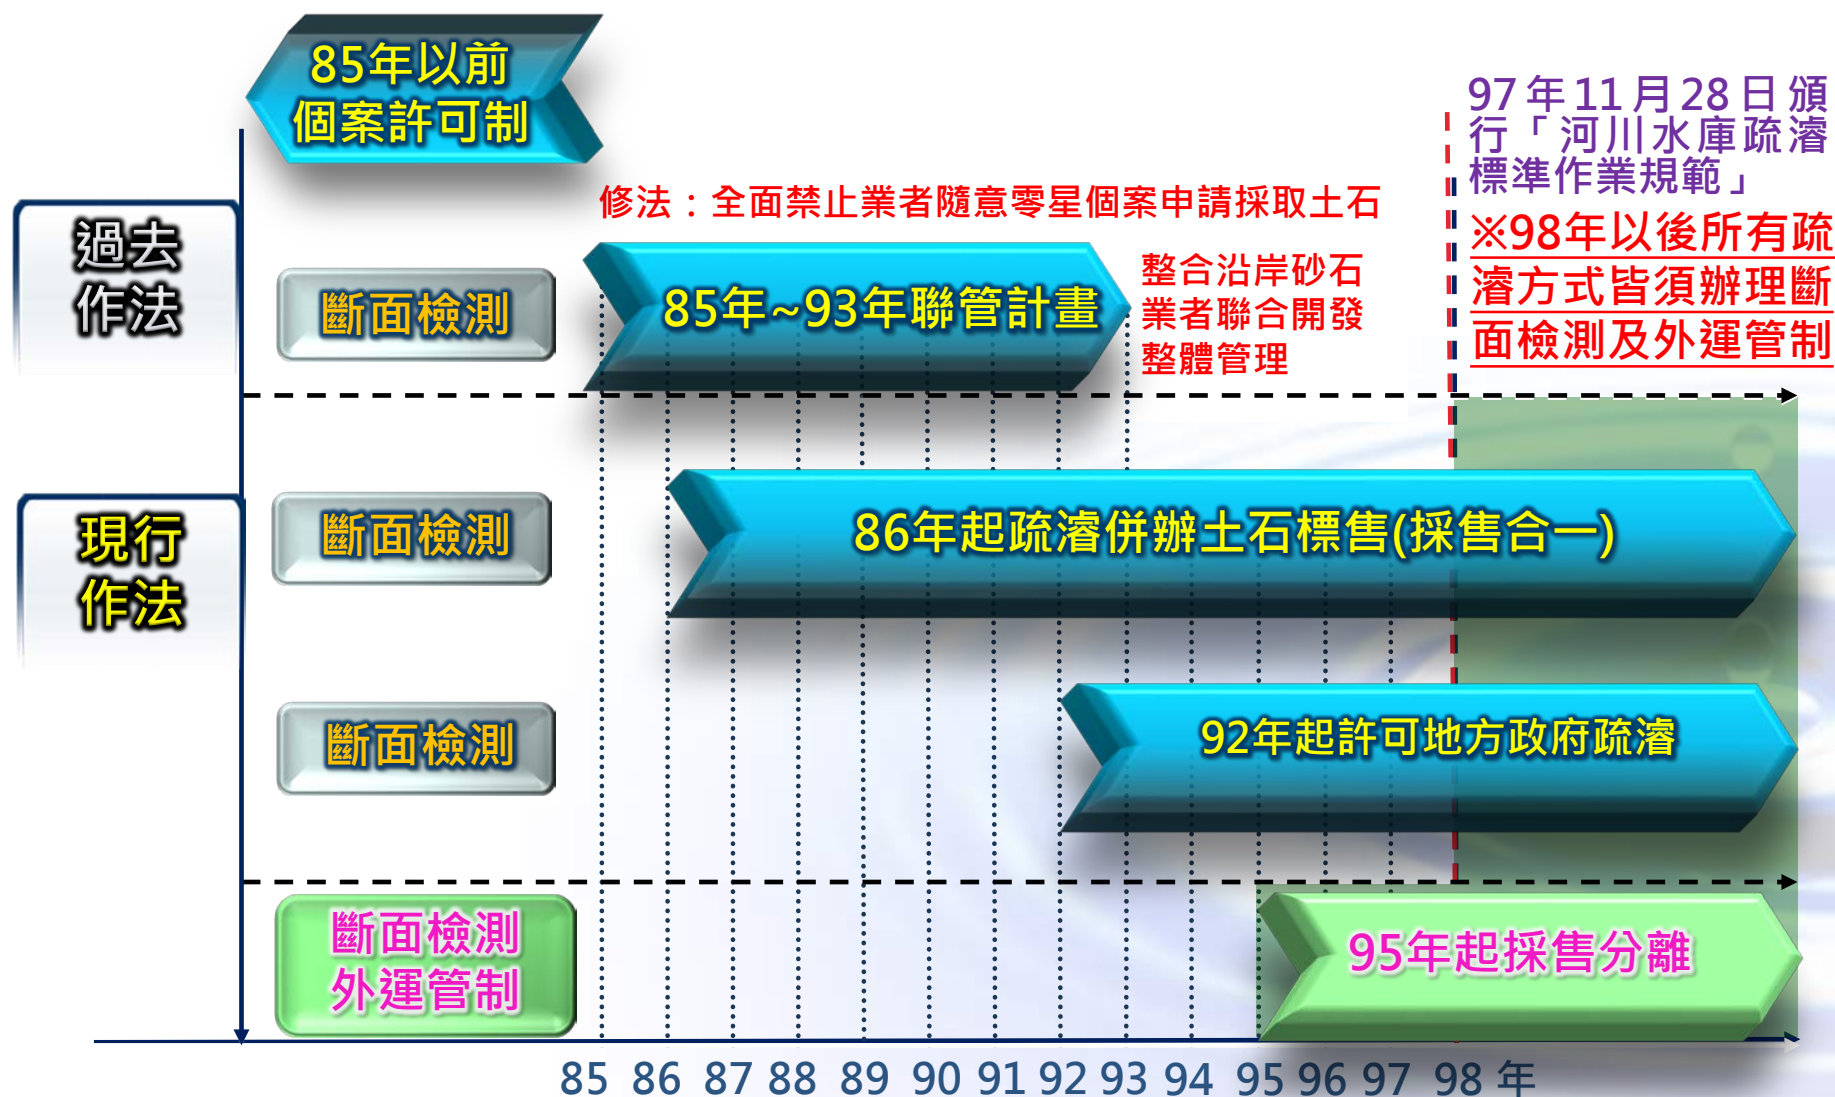 85年以前
個案許可制
97年11月28日頒
行「河川水庫疏濬
標準作業規範」
※98年以後所有疏
濬方式皆須辦理斷
面檢測及外運管制
修法：全面禁止業者隨意零星個案申請採取土石
過去
作法
斷面檢測
85年~93年聯管計畫
整合沿岸砂石
業者聯合開發
整體管理
現行
作法
斷面檢測
86年起疏濬併辦土石標售(採售合一)
斷面檢測
92年起許可地方政府疏濬
斷面檢測
外運管制
95年起採售分離
85 86 87 88 89 90 91 92 93 94 95 96 97 98 年